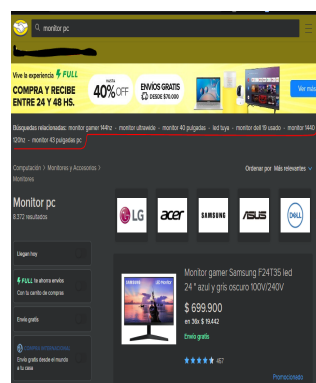 monitor pc
Vive la experiencia FULL
COMPRA Y RECIBE
ENTRE 24 Y 48 HS.
HASTA
40% OFF
ENVÍOS GRATIS
DESDE $70.000
Ver más
Búsquedas relacionadas: monitor gamer 144hz - monitor ultrawide - monitor 40 pulgadas - led tuya - monitor dell 19 usado - monitor 1440
120hz - monitor 43 pulgadas pc
Computación > Monitores y Accesorios >
Monitores
Ordenar por Más relevantes
Monitor pc
8.372 resultados
LG
acer
SAMSUNG
ASUS
DELL
Llegan hoy
FULL te ahorra envíos
Con tu carrito de compras
Envío gratis
Envío gratis desde el mundo
a tu casa
SAMSUNG
Monitor gamer Samsung F24T35 led
24 " azul y gris oscuro 100V/240V
$ 699.900
en 36x $ 19.442
Envío gratis
457
Promocionado